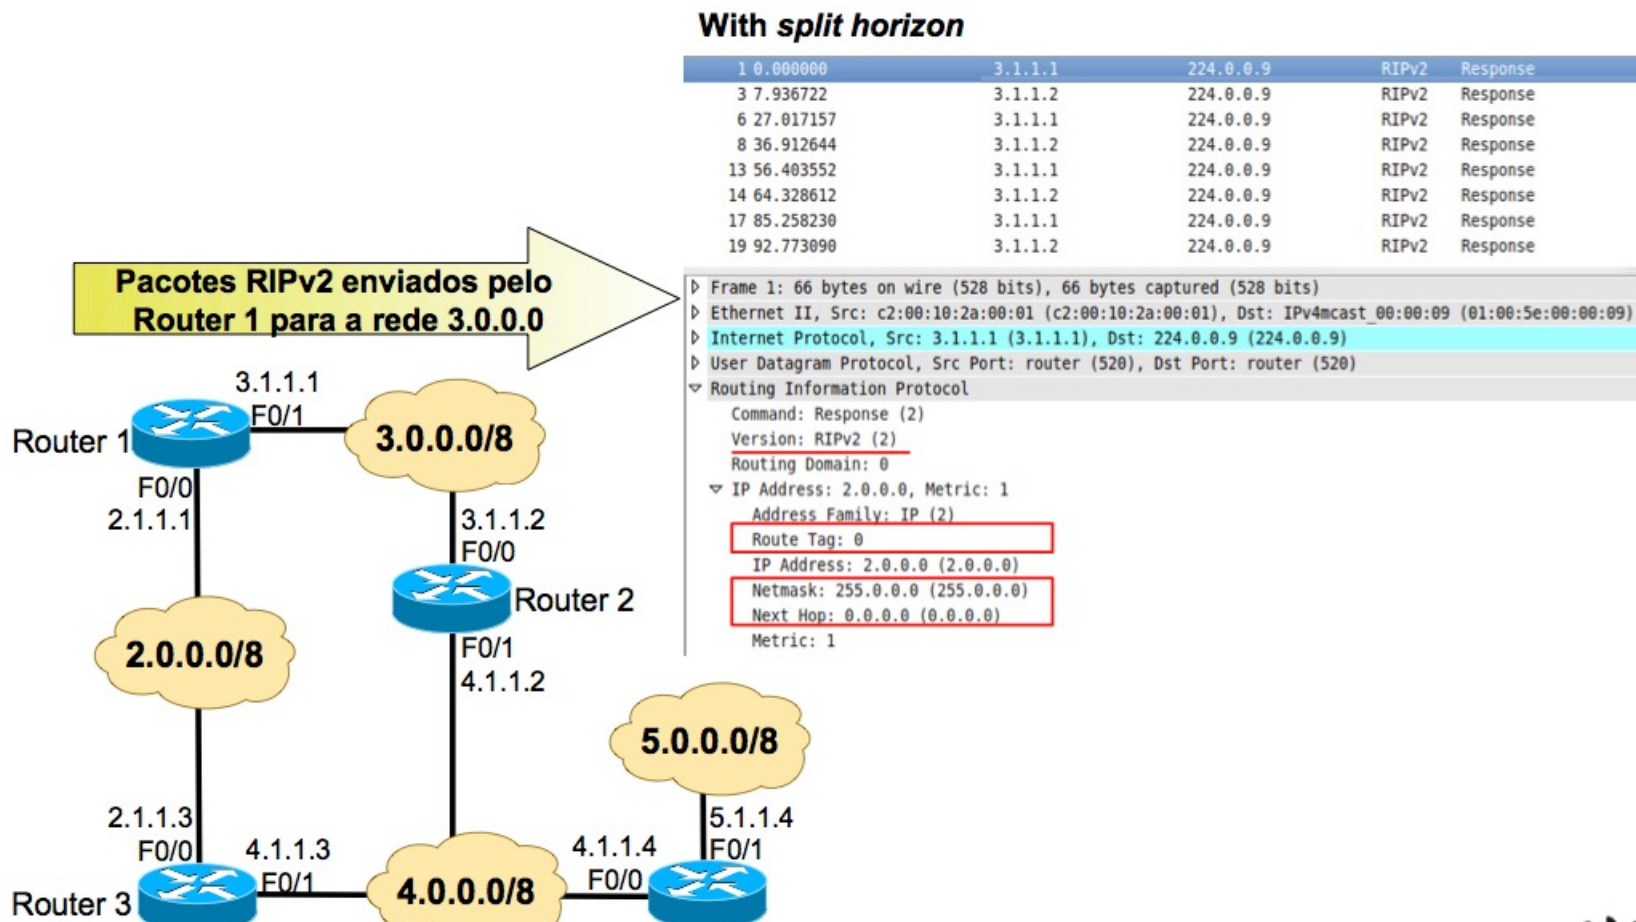 With split horizon
1 0.000000 3.1.1.1 224.0.0.9 RIPv2 Response
3 7.936722 3.1.1.2 224.0.0.9 RIPv2 Response
6 27.017157 3.1.1.1 224.0.0.9 RIPv2 Response
8 36.912644 3.1.1.2 224.0.0.9 RIPv2 Response
13 56.403552 3.1.1.1 224.0.0.9 RIPv2 Response
14 64.328612 3.1.1.2 224.0.0.9 RIPv2 Response
17 85.258230 3.1.1.1 224.0.0.9 RIPv2 Response
19 92.773090 3.1.1.2 224.0.0.9 RIPv2 Response
Pacotes RIPv2 enviados pelo
Router 1 para a rede 3.0.0.0
Frame 1: 66 bytes on wire (528 bits), 66 bytes captured (528 bits)
Ethernet II, Src: c2:00:10:2a:00:01 (c2:00:10:2a:00:01), Dst: IPv4mcast_00:00:09 (01:00:5e:00:00:09)
Internet Protocol, Src: 3.1.1.1 (3.1.1.1), Dst: 224.0.0.9 (224.0.0.9)
User Datagram Protocol, Src Port: router (520), Dst Port: router (520)
Routing Information Protocol
Command: Response (2)
Version: RIPv2 (2)
Routing Domain: 0
IP Address: 2.0.0.0, Metric: 1
Address Family: IP (2)
Route Tag: 0
IP Address: 2.0.0.0 (2.0.0.0)
Netmask: 255.0.0.0 (255.0.0.0)
Next Hop: 0.0.0.0 (0.0.0.0)
Metric: 1
3.1.1.1
F0/1
Router 1
3.0.0.0/8
F0/0
2.1.1.1
3.1.1.2
F0/0
Router 2
F0/1
4.1.1.2
2.0.0.0/8
5.0.0.0/8
2.1.1.3
F0/0
4.1.1.3
F0/1
Router 3
4.0.0.0/8
4.1.1.4
F0/0
5.1.1.4
F0/1